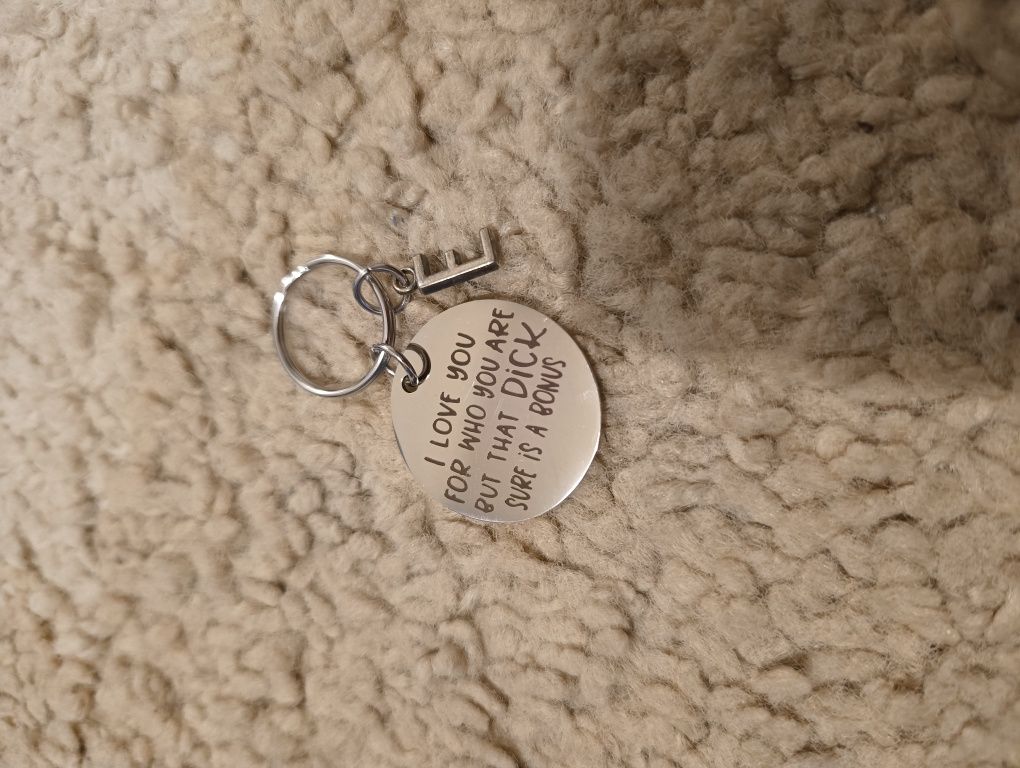 E
I LOVE YOU
FOR WHO YOU ARE
BUT THAT DICK
SURE IS A BONUS